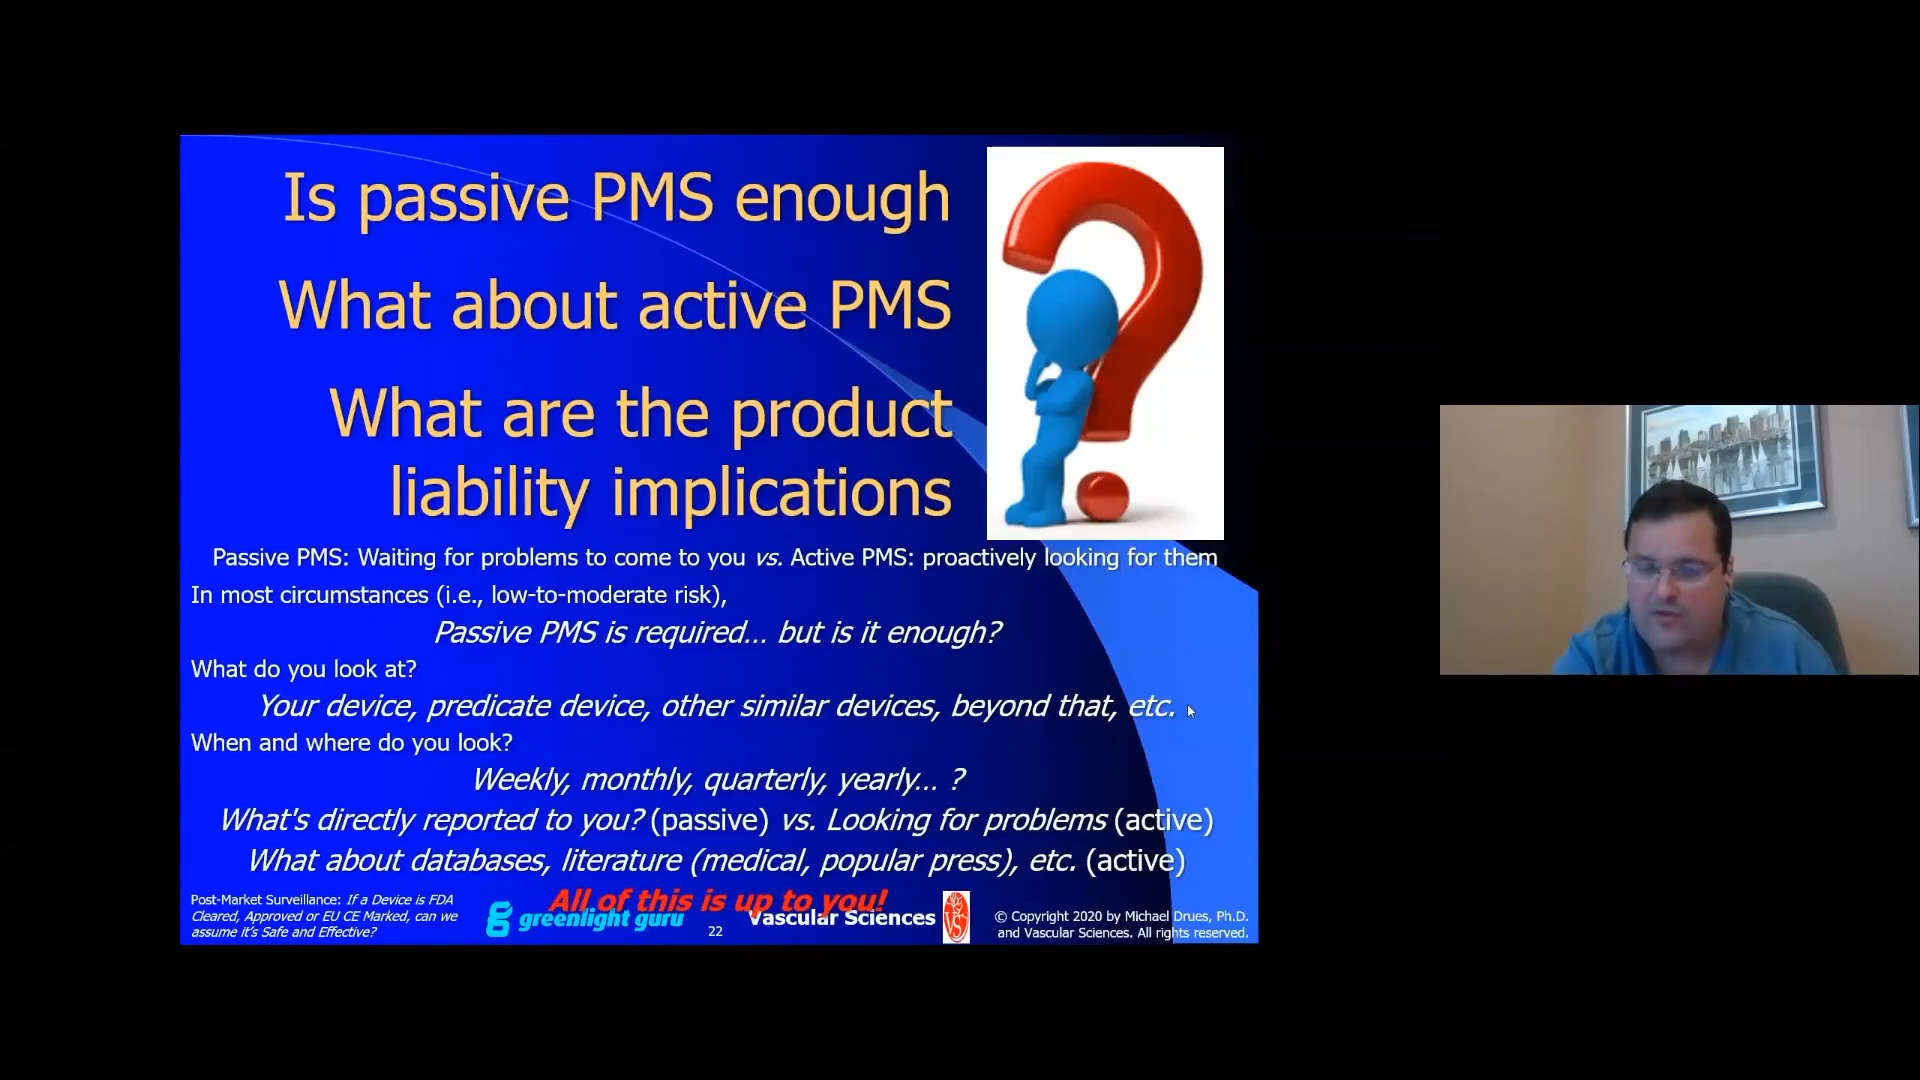 Is passive PMS enough
What about active PMS
What are the product
liability implications
Passive PMS: Waiting for problems to come to you vs. Active PMS: proactively looking for them
In most circumstances (i.e., low-to-moderate risk),
Passive PMS is required... but is it enough?
What do you look at?
Your device, predicate device, other similar devices, beyond that, etc.
When and where do you look?
Weekly, monthly, quarterly, yearly... ?
What's directly reported to you? (passive) vs. Looking for problems (active)
What about databases, literature (medical, popular press), etc. (active)
All of this is up to you!
Post-Market Surveillance: If a Device is FDA
Cleared, Approved or EU CE Marked, can we
assume it's Safe and Effective?
greenlight guru
22
Vascular Sciences
VS
© Copyright 2020 by Michael Drues, Ph.D.
and Vascular Sciences. All rights reserved.